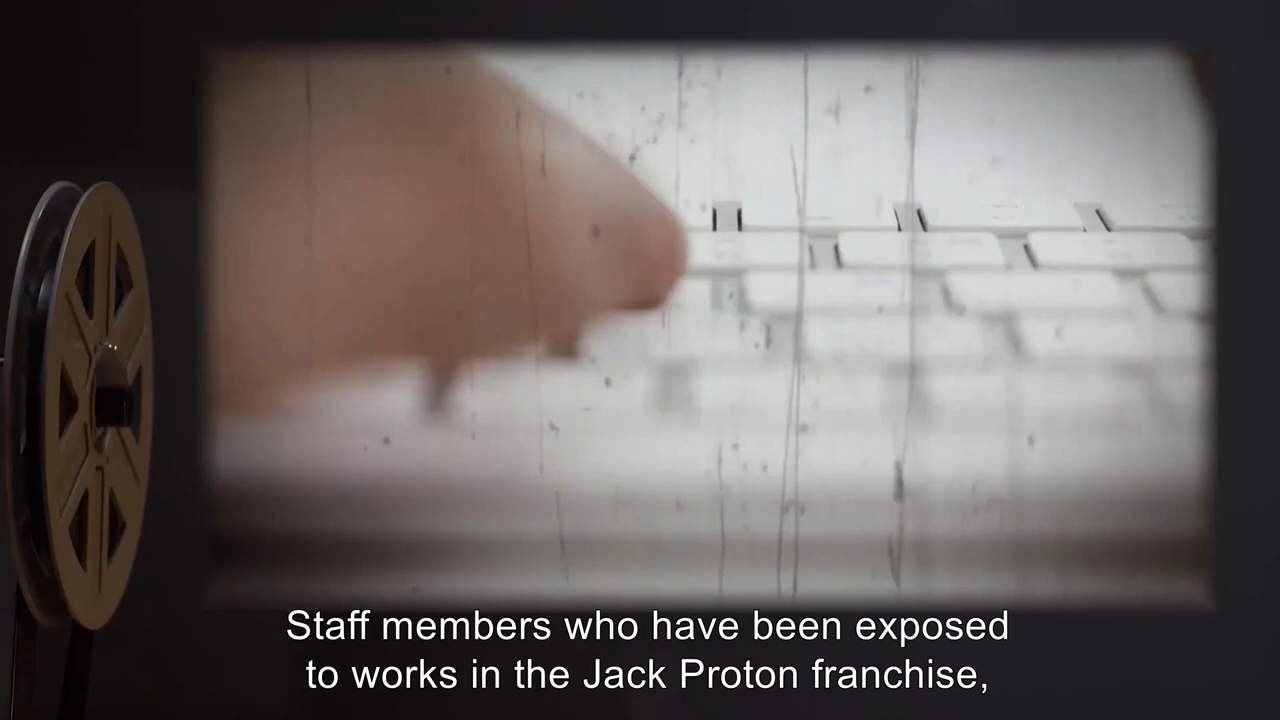 Staff members who have been exposed
to works in the Jack Proton franchise,